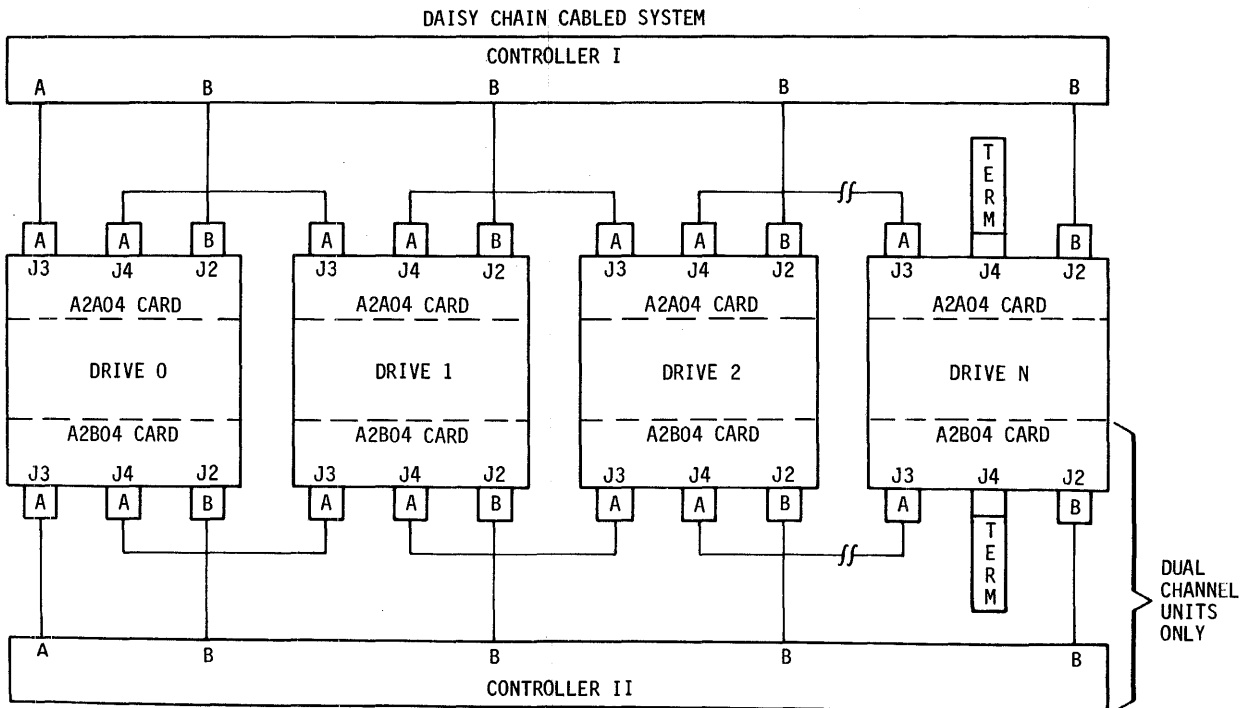 DAISY CHAIN CABLED SYSTEM
CONTROLLER I
A B B B B
T
E
R
M
A A B A A B A A B A B
J3 J4 J2 J3 J4 J2 J3 J4 J2 J3 J4 J2
A2A04 CARD A2A04 CARD A2A04 CARD A2A04 CARD
DRIVE 0 DRIVE 1 DRIVE 2 DRIVE N
A2B04 CARD A2B04 CARD A2B04 CARD A2B04 CARD
J3 J4 J2 J3 J4 J2 J3 J4 J2 J3 J4 J2
A A B A A B A A B A B
T
E
R
M
DUAL
CHANNEL
UNITS
ONLY
A B B B B
CONTROLLER II